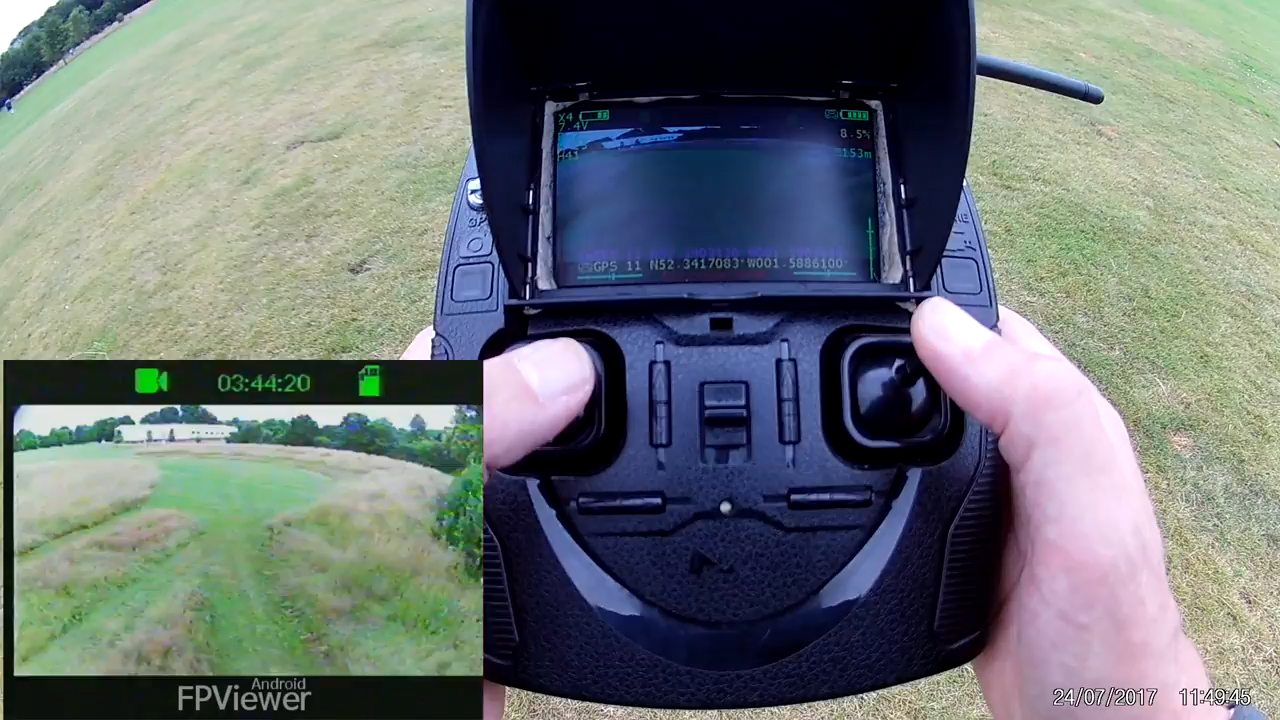 X4
7.4V
8.5%
H41
153m
GPS 11 N52.3417083° W001.5886100°
03:44:20
Android
FPViewer
24/07/2017 11:49:45